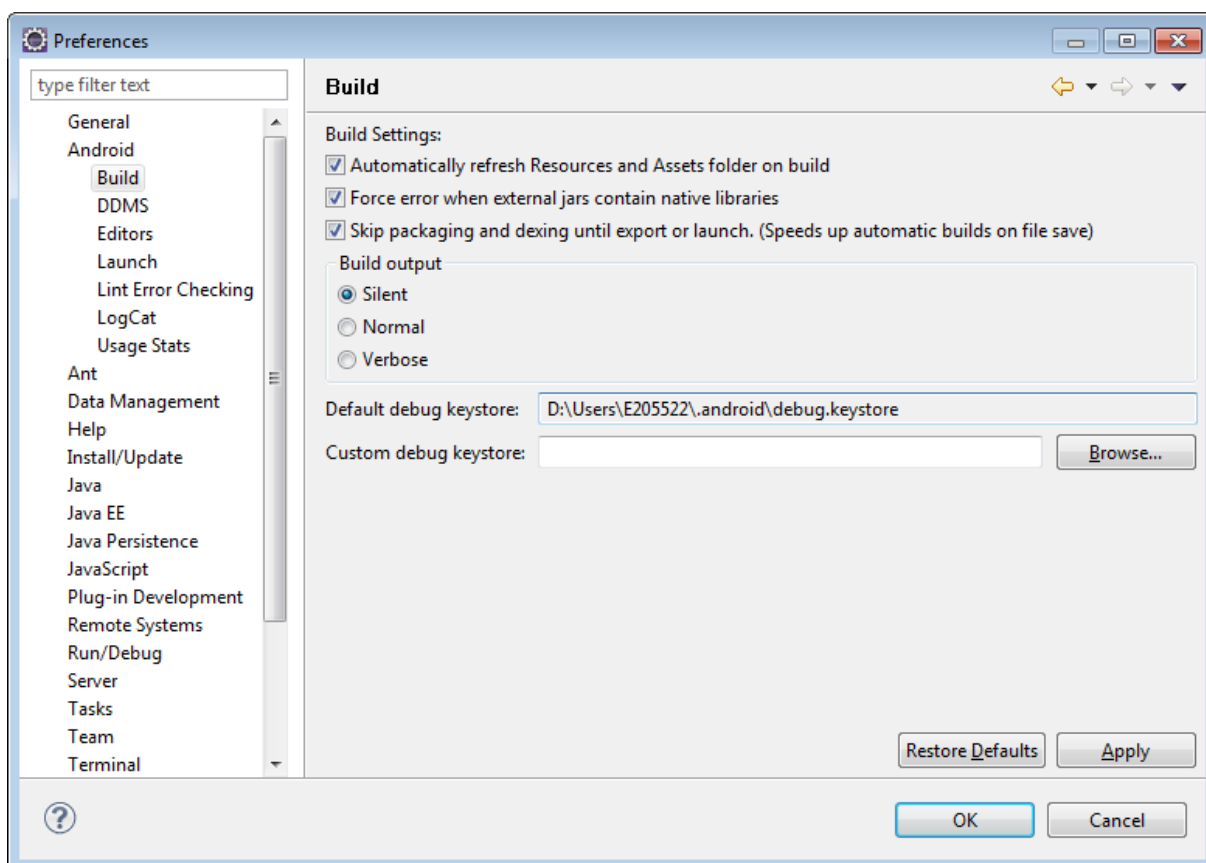 Preferences
type filter text
General
Android
Build
DDMS
Editors
Launch
Lint Error Checking
LogCat
Usage Stats
Ant
Data Management
Help
Install/Update
Java
Java EE
Java Persistence
JavaScript
Plug-in Development
Remote Systems
Run/Debug
Server
Tasks
Team
Terminal
Build
Build Settings:
Automatically refresh Resources and Assets folder on build
Force error when external jars contain native libraries
Skip packaging and dexing until export or launch. (Speeds up automatic builds on file save)
Build output
Silent
Normal
Verbose
Default debug keystore: D:\Users\E205522\.android\debug.keystore
Custom debug keystore: Browse...
Restore Defaults Apply
? OK Cancel